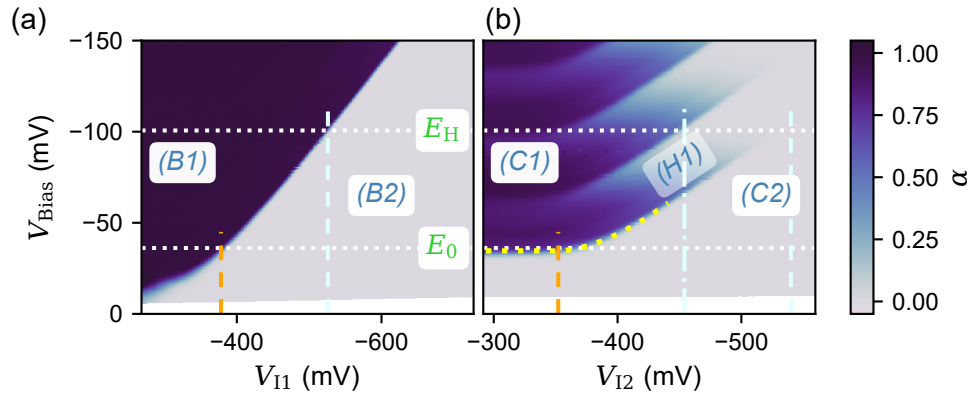 (a)
(b)
−150
−100
−50
0
V_Bias (mV)
(B1)
(B2)
E_H
E_0
−400
−600
V_I1 (mV)
(C1)
(H1)
(C2)
−300
−400
−500
V_I2 (mV)
1.00
0.75
0.50
0.25
0.00
α